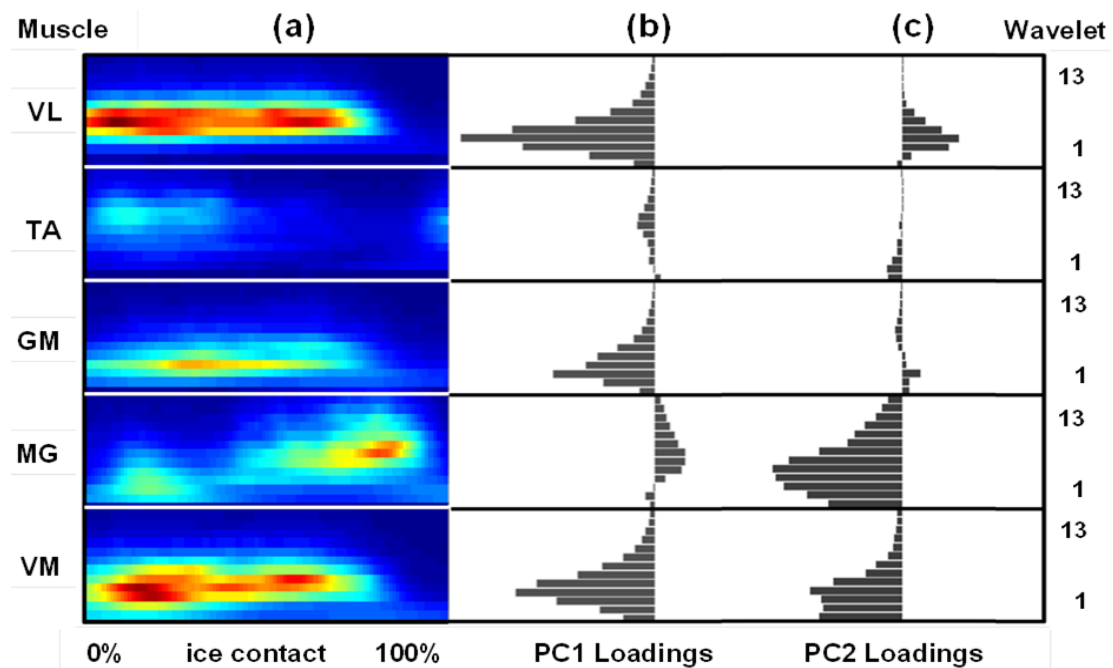 Muscle (a) (b) (c) Wavelet
VL 13
1
TA 13
1
GM 13
1
MG 13
1
VM 13
1
0% ice contact 100% PC1 Loadings PC2 Loadings